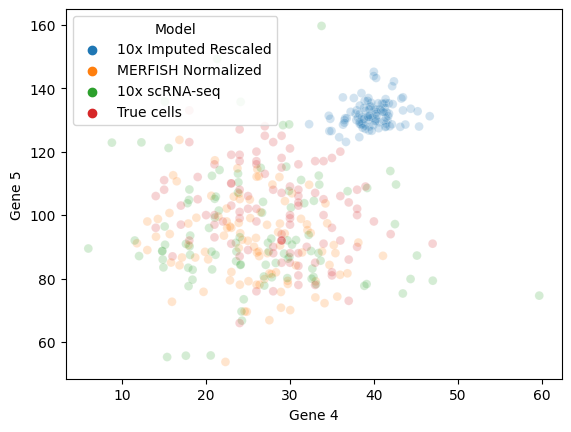 160
140
120
100
80
60
Gene 5
Model
10x Imputed Rescaled
MERFISH Normalized
10x scRNA-seq
True cells
10
20
30
40
50
60
Gene 4